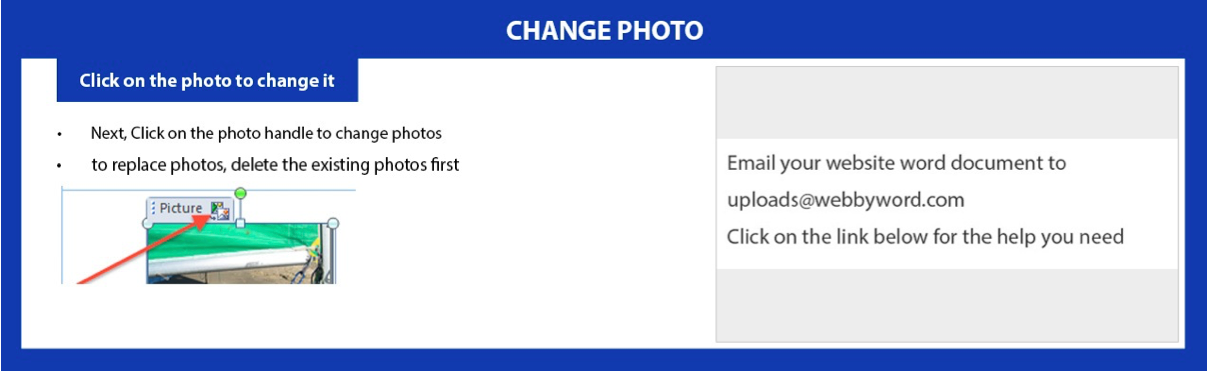 CHANGE PHOTO
Click on the photo to change it
• Next, Click on the photo handle to change photos
• to replace photos, delete the existing photos first
Picture
Email your website word document to
uploads@webbyword.com
Click on the link below for the help you need